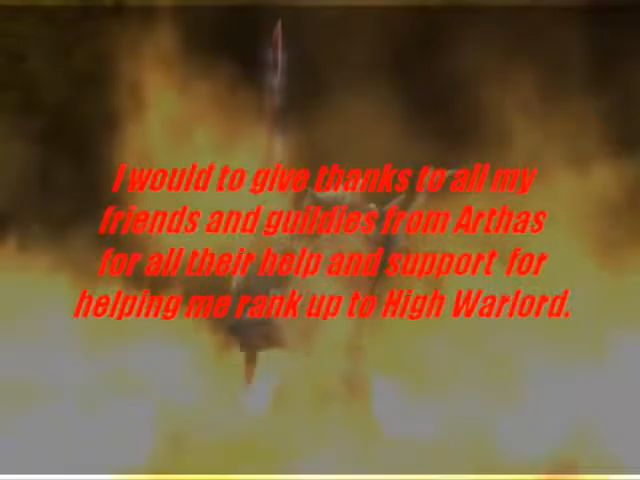 I would to give thanks to all my
friends and guildies from Arthas
for all their help and support for
helping me rank up to High Warlord.